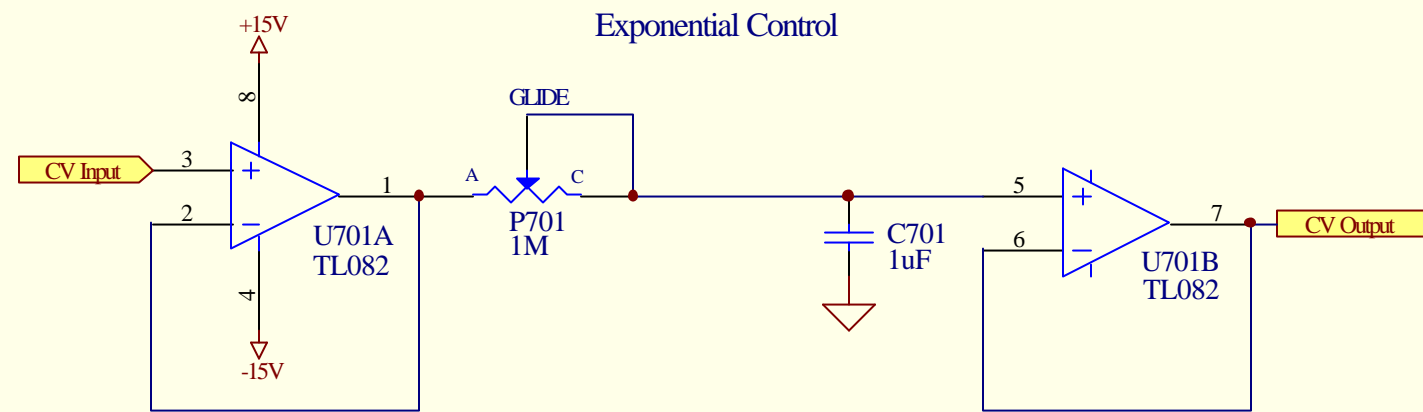 Exponential Control
+15V
8
GLIDE
CV Input
3
+
1
A
C
2
−
P701
1M
U701A
TL082
4
-15V
C701
1uF
5
+
6
−
7
CV Output
U701B
TL082